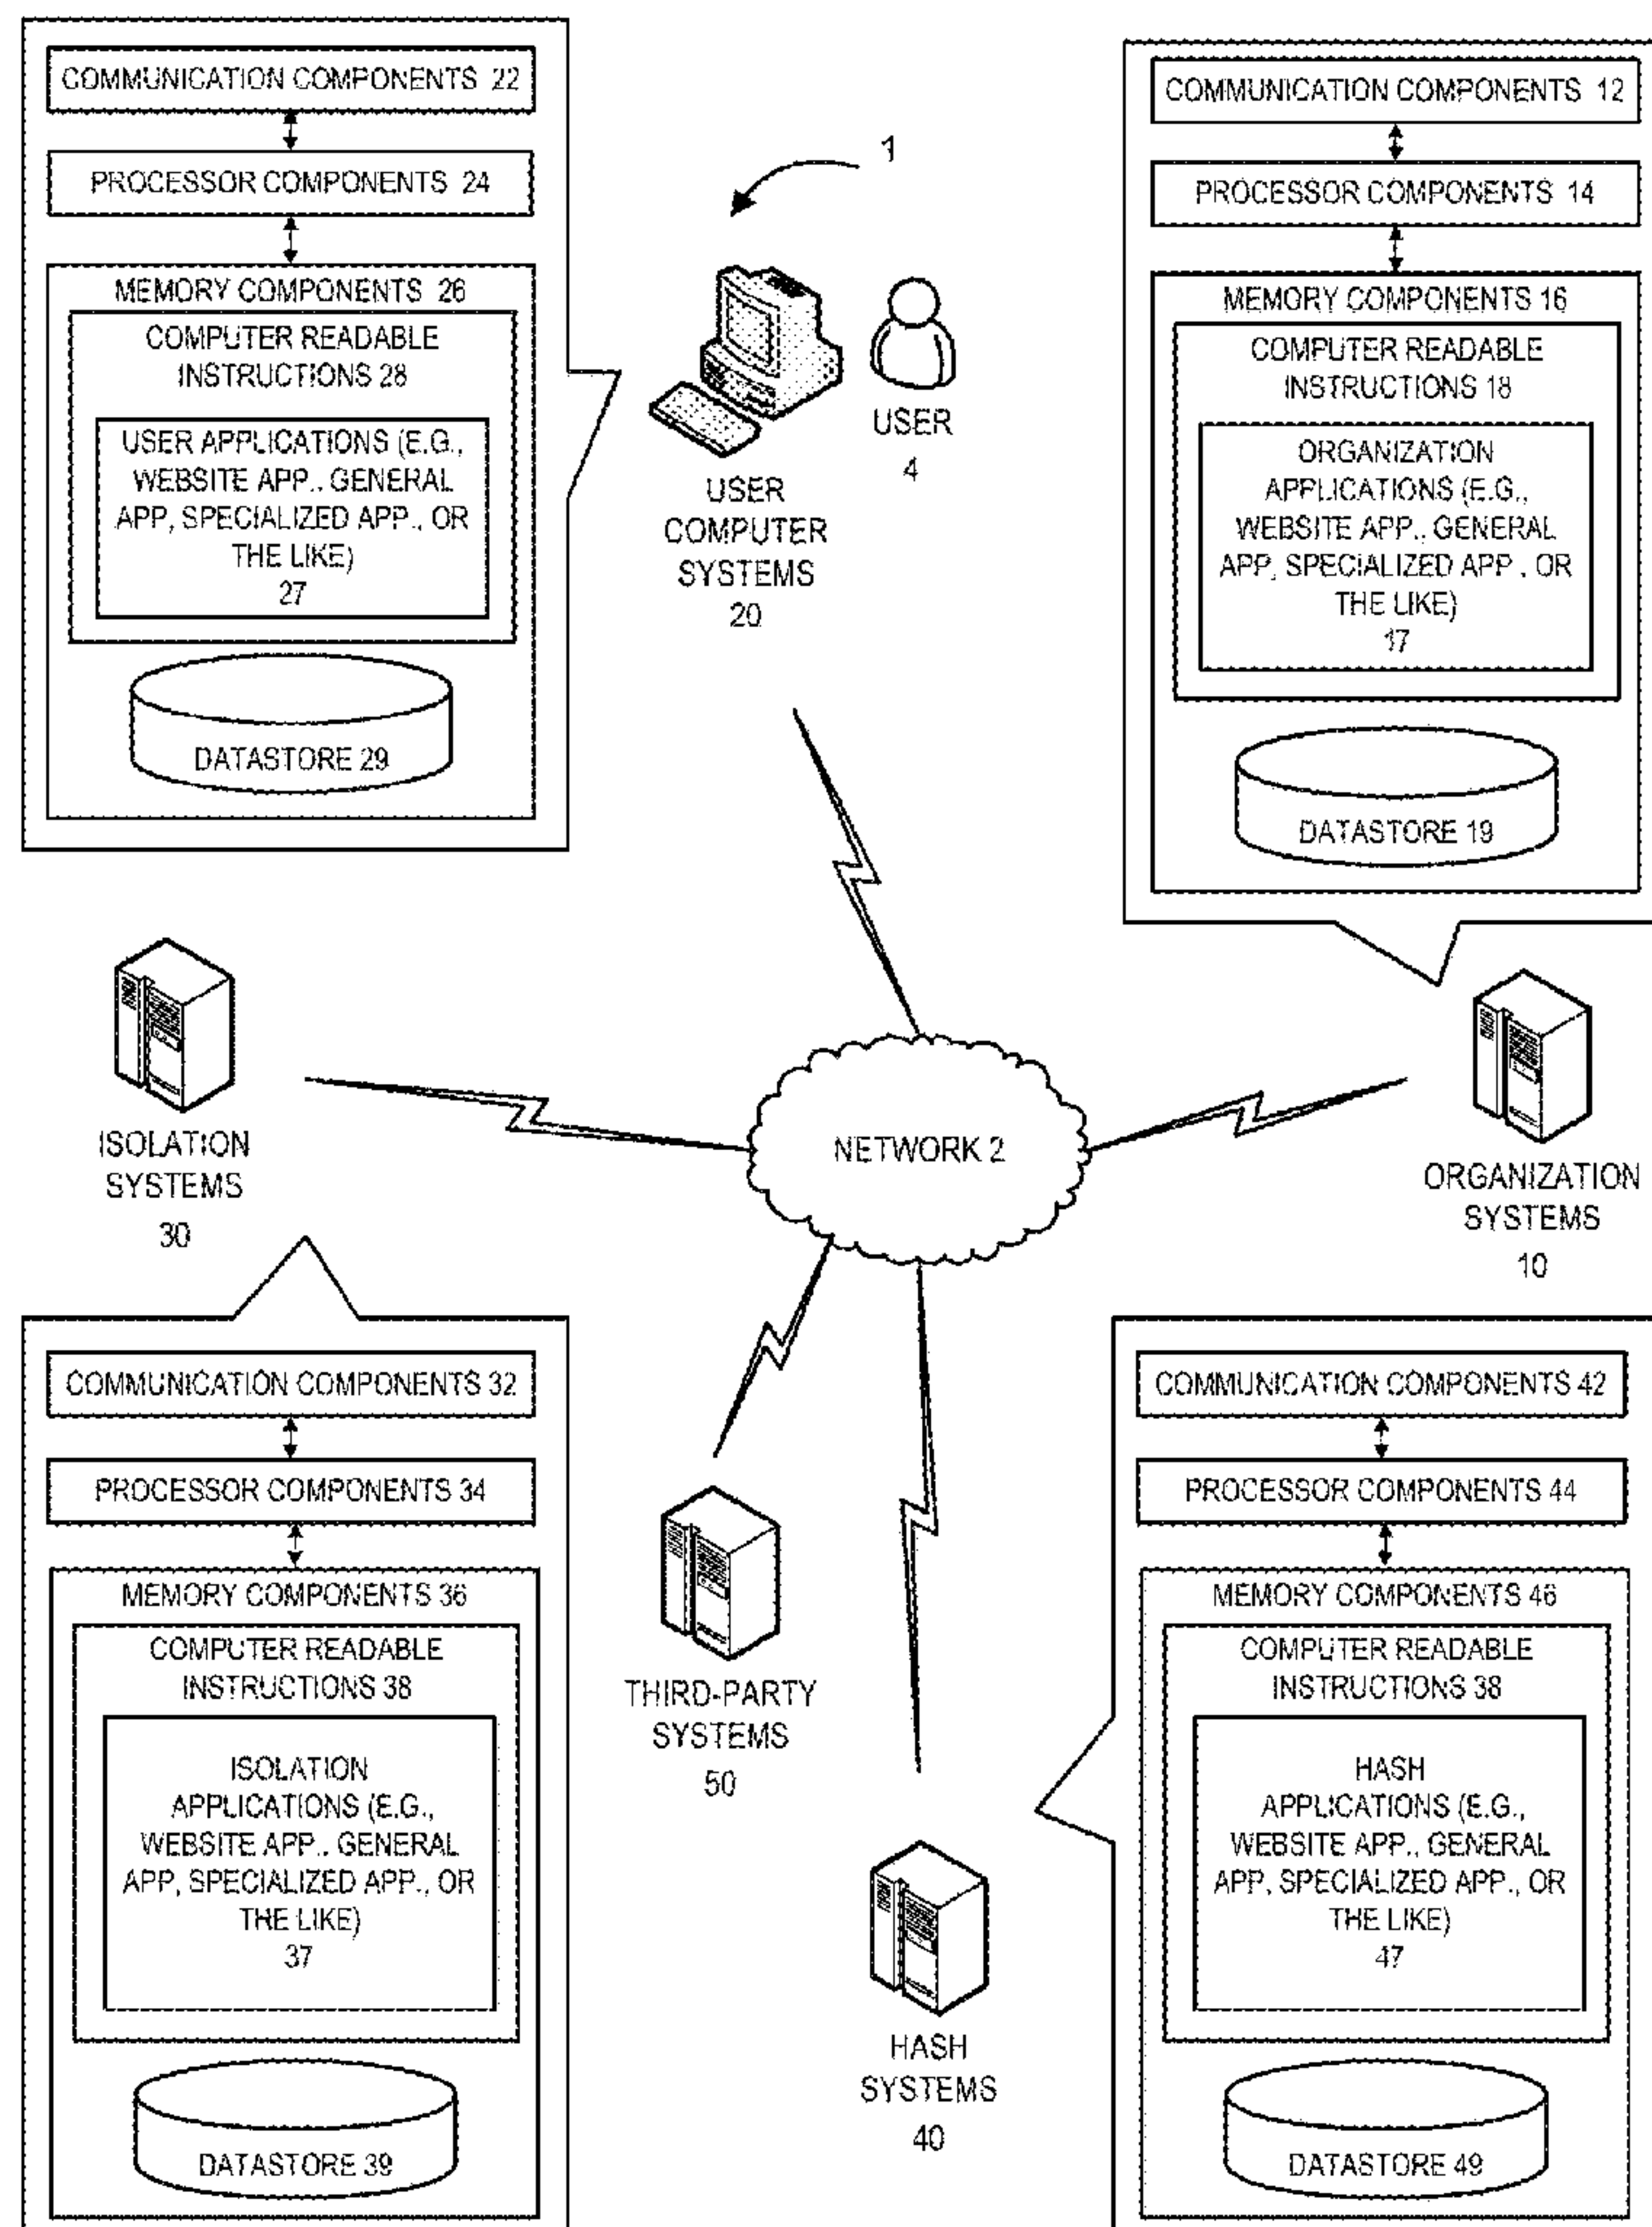 COMMUNICATION COMPONENTS 22
PROCESSOR COMPONENTS 24
MEMORY COMPONENTS 26
COMPUTER READABLE
INSTRUCTIONS 28
USER APPLICATIONS (E.G.,
WEBSITE APP., GENERAL
APP, SPECIALIZED APP., OR
THE LIKE)
27
DATASTORE 29
1
USER
4
USER
COMPUTER
SYSTEMS
20
COMMUNICATION COMPONENTS 12
PROCESSOR COMPONENTS 14
MEMORY COMPONENTS 16
COMPUTER READABLE
INSTRUCTIONS 18
ORGANIZATION
APPLICATIONS (E.G.,
WEBSITE APP., GENERAL
APP, SPECIALIZED APP., OR
THE LIKE)
17
DATASTORE 19
ISOLATION
SYSTEMS
30
NETWORK 2
ORGANIZATION
SYSTEMS
10
COMMUNICATION COMPONENTS 32
PROCESSOR COMPONENTS 34
MEMORY COMPONENTS 36
COMPUTER READABLE
INSTRUCTIONS 38
ISOLATION
APPLICATIONS (E.G.,
WEBSITE APP., GENERAL
APP, SPECIALIZED APP., OR
THE LIKE)
37
DATASTORE 39
THIRD-PARTY
SYSTEMS
50
HASH
SYSTEMS
40
COMMUNICATION COMPONENTS 42
PROCESSOR COMPONENTS 44
MEMORY COMPONENTS 46
COMPUTER READABLE
INSTRUCTIONS 38
HASH
APPLICATIONS (E.G.,
WEBSITE APP., GENERAL
APP, SPECIALIZED APP., OR
THE LIKE)
47
DATASTORE 49